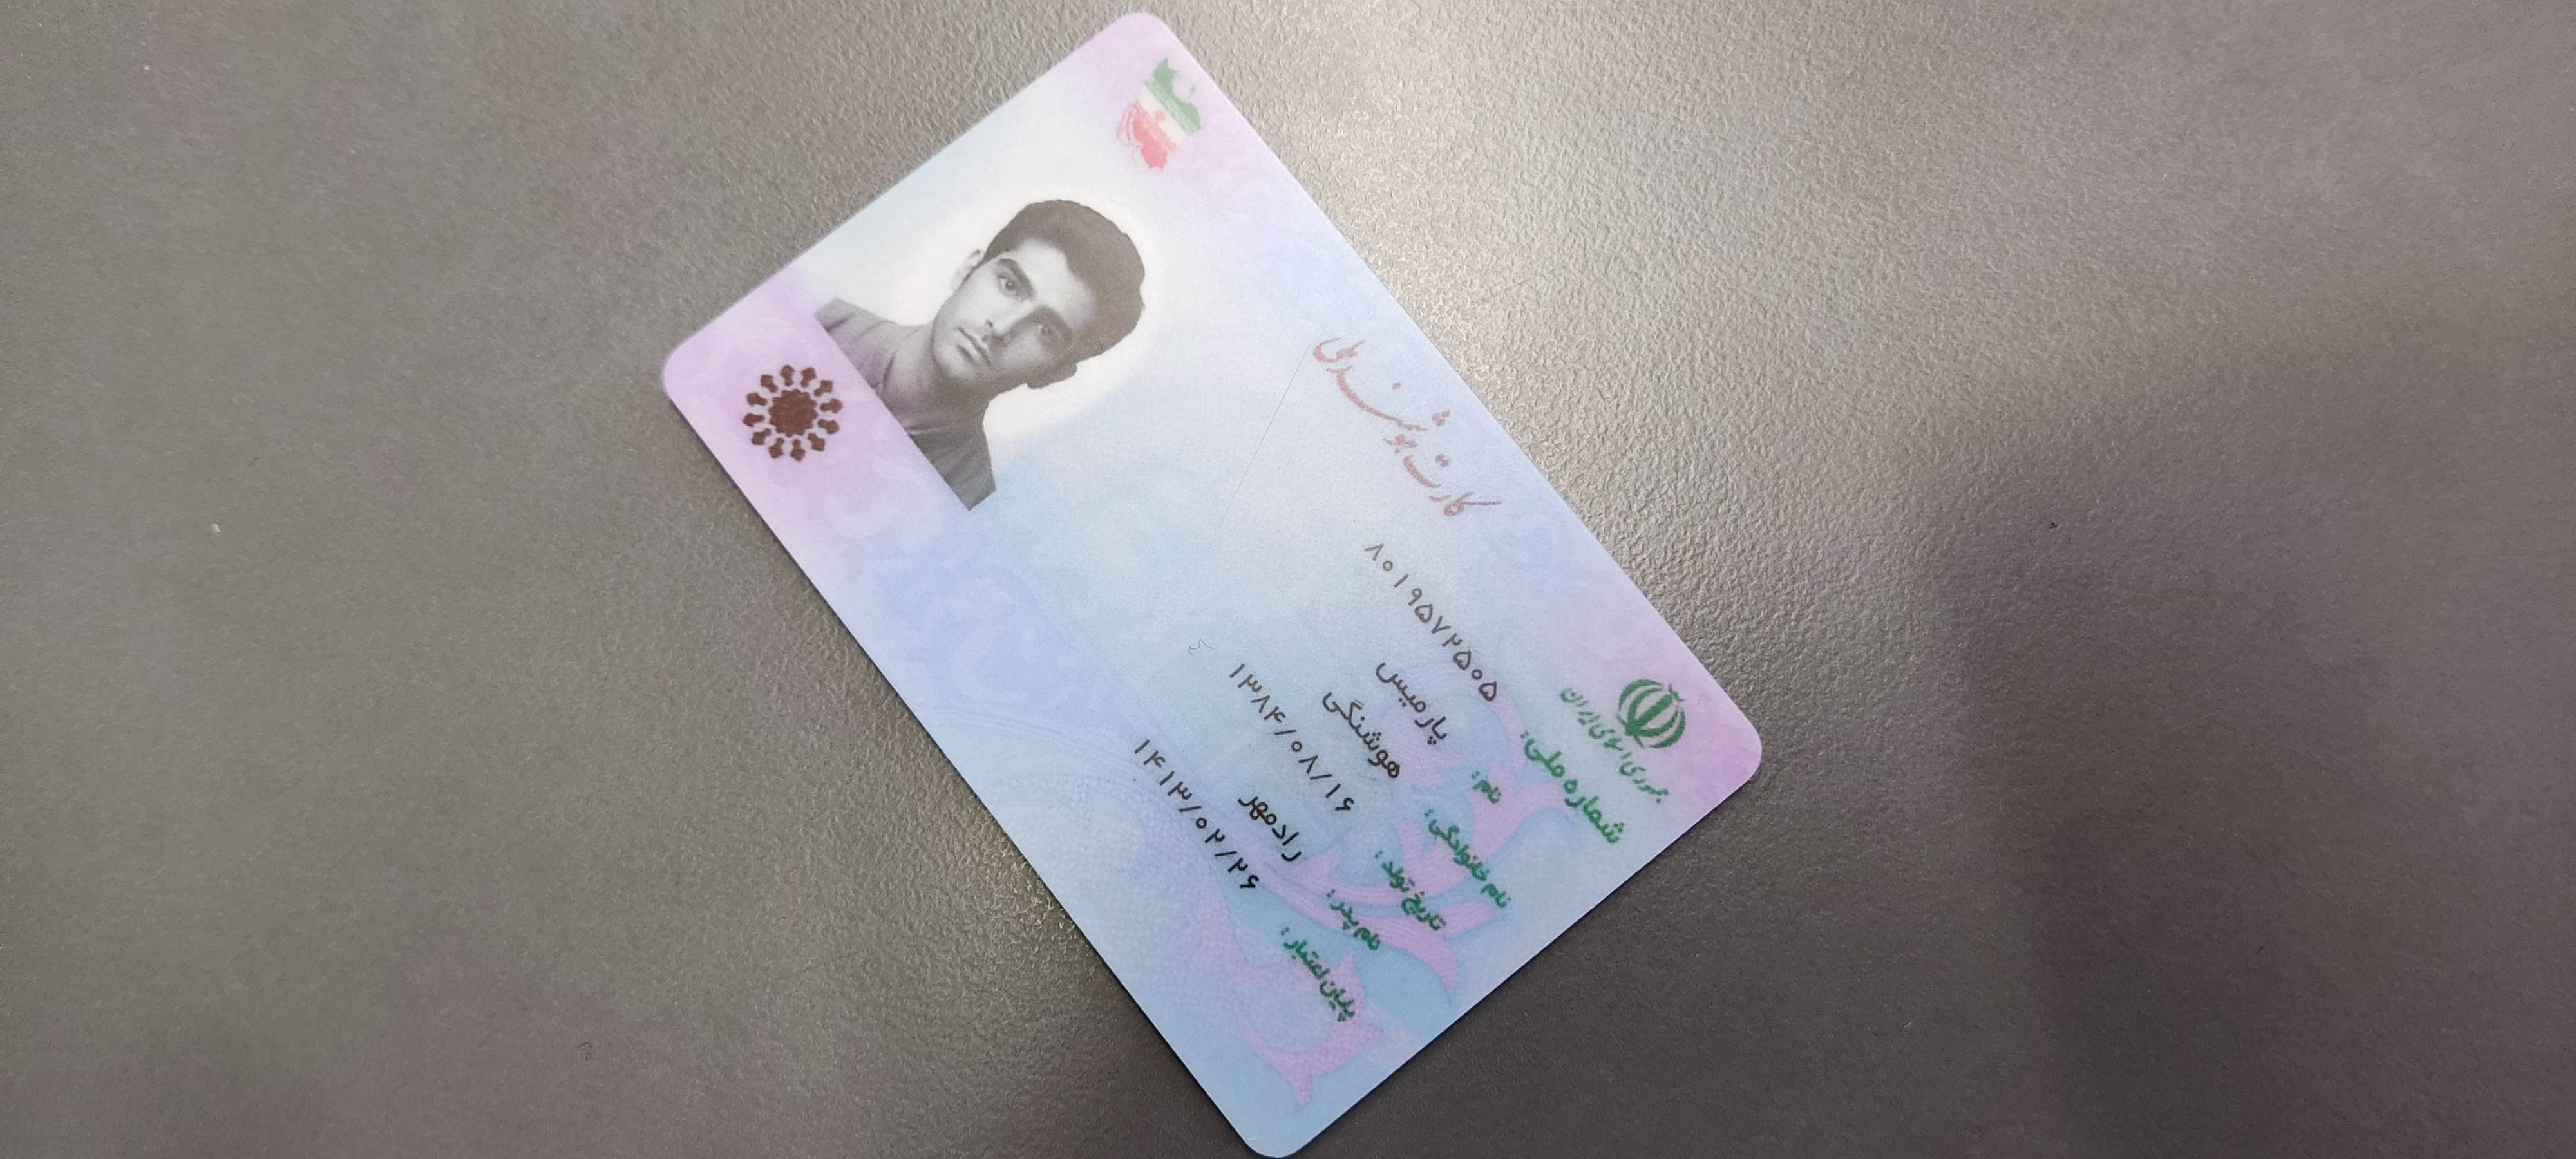 جمهوری اسلامی ایران
کارت هوشمند ملی
شماره ملی: ۸۰۱۹۵۷۲۵۰۵
نام: پارمیس
نام خانوادگی: هوشنگی
تاریخ تولد: ۱۳۸۴/۰۸/۱۶
نام پدر: رادمهر
پایان اعتبار: ۱۴۱۳/۰۲/۲۶